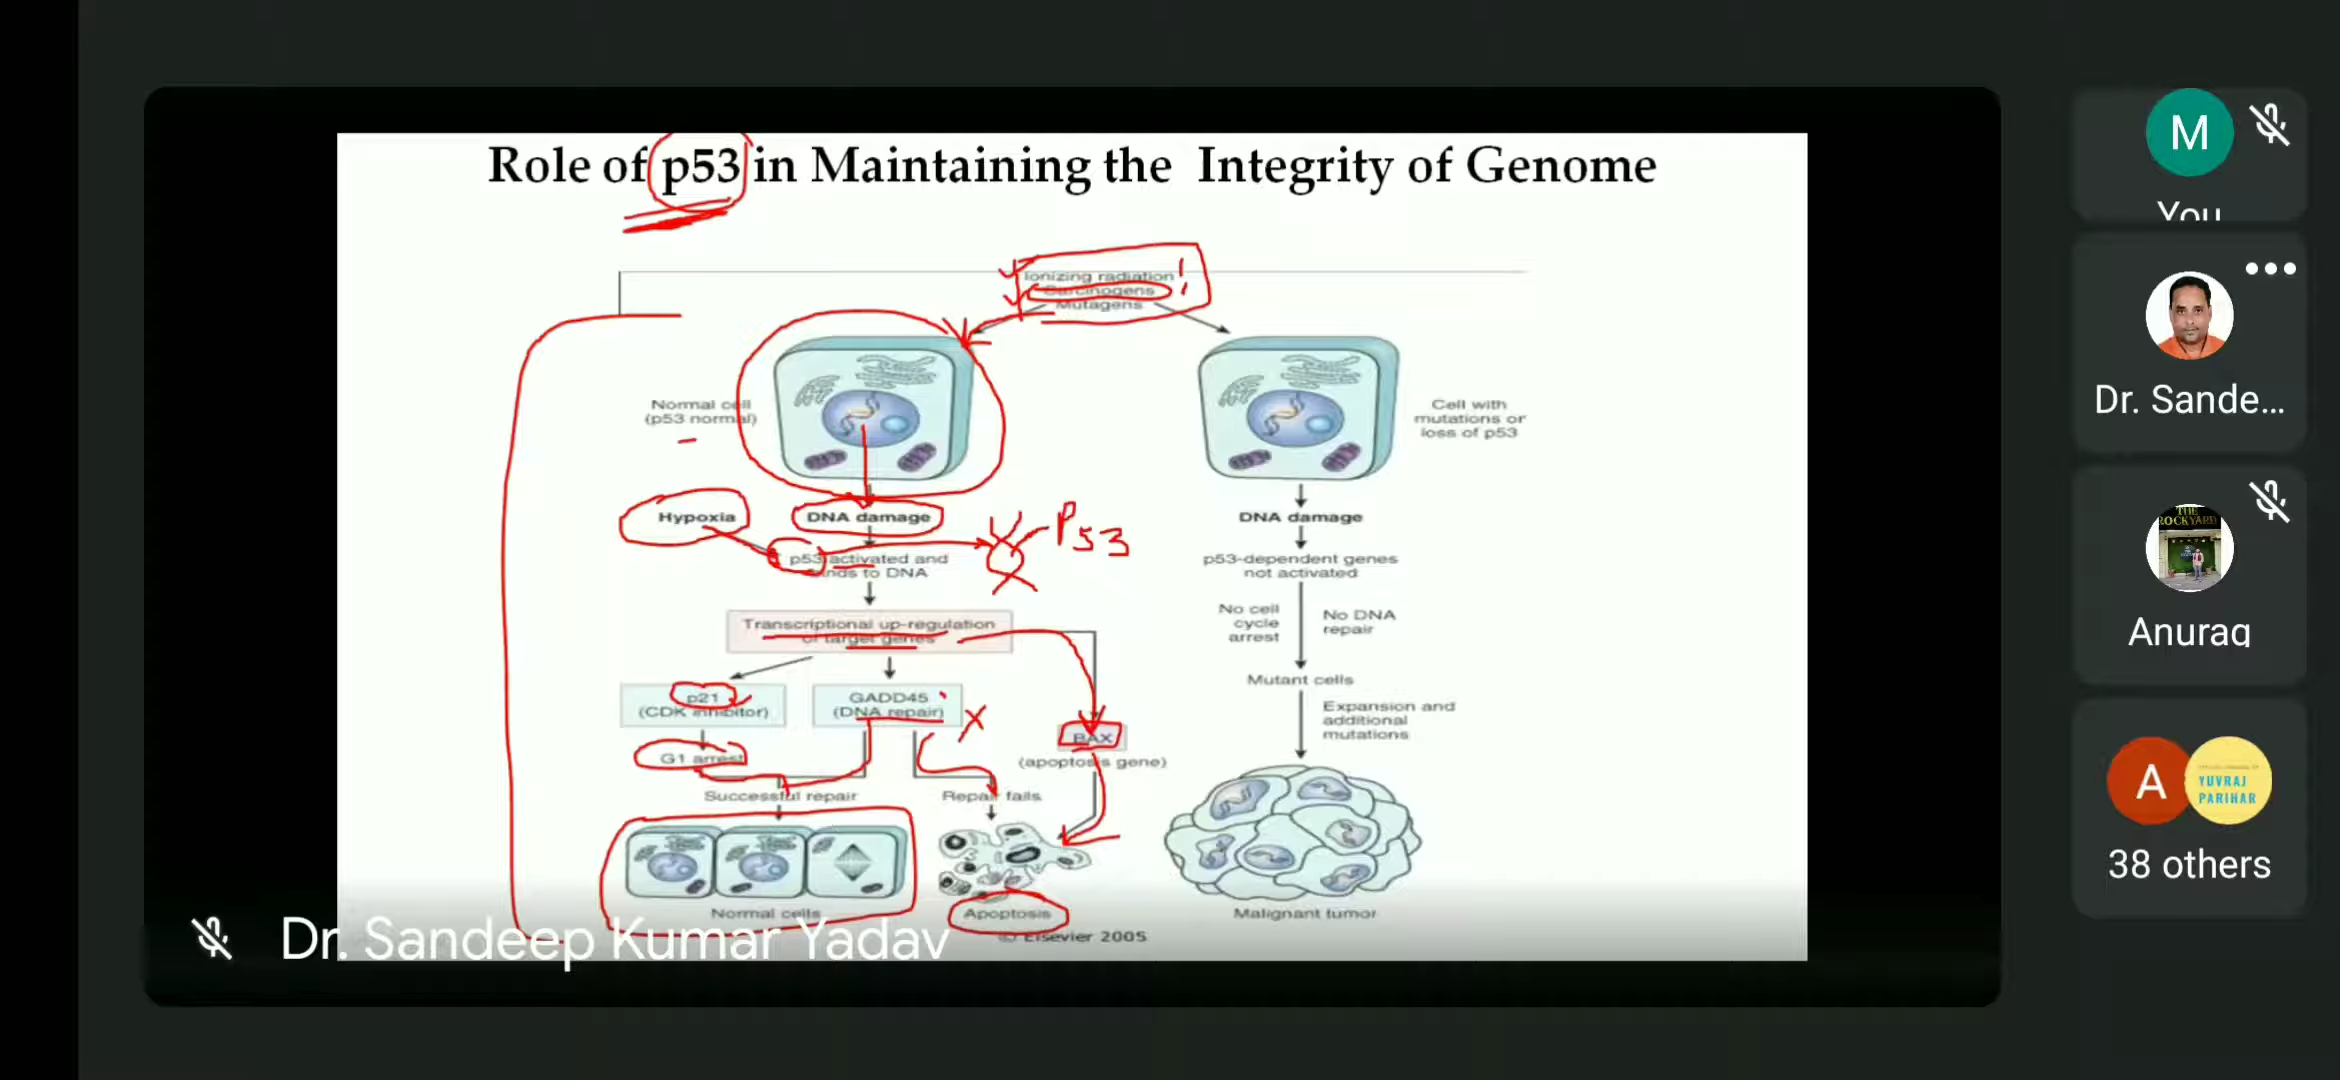 Role of p53 in Maintaining the Integrity of Genome
Ionizing radiation !
Carcinogens !
Mutagens
Normal cell
(p53 normal)
Cell with
mutations or
loss of p53
Hypoxia
DNA damage
P53
p53 activated and
binds to DNA
Transcriptional up-regulation
of target genes
p21
(CDK inhibitor)
GADD45
(DNA repair)
X
G1 arrest
BAX
(apoptosis gene)
Successful repair
Repair fails
Normal cells
Apoptosis
DNA damage
p53-dependent genes
not activated
No cell
cycle
arrest
No DNA
repair
Mutant cells
Expansion and
additional
mutations
Malignant tumor
© Elsevier 2005
Dr. Sandeep Kumar Yadav
M
You
Dr. Sande...
THE
ROCKYARD
Anurag
A
YUVRAJ
PARIHAR
38 others